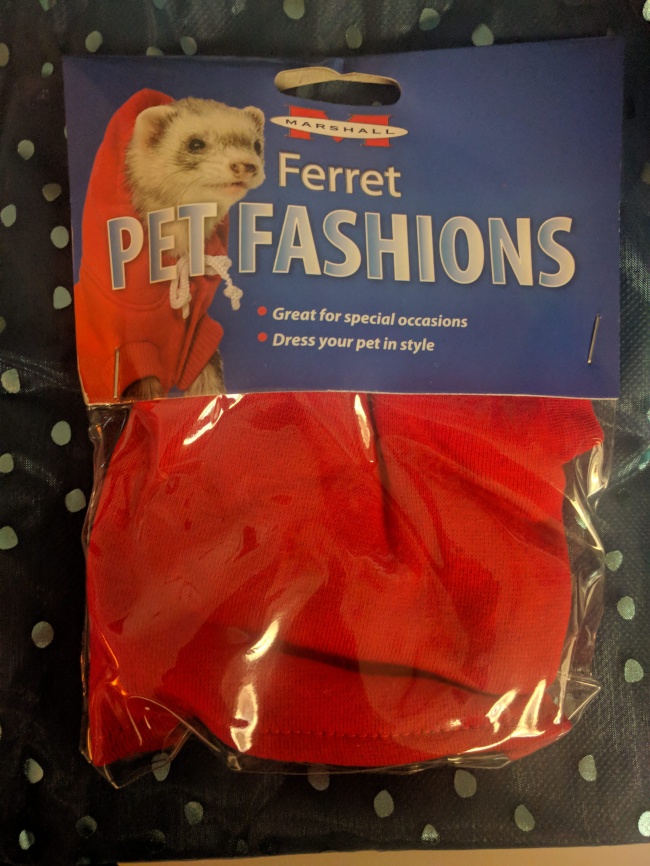 MARSHALL
Ferret
PET FASHIONS
Great for special occasions
Dress your pet in style